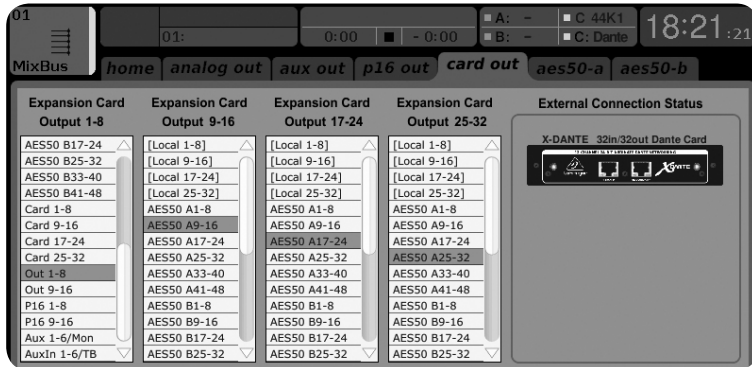 01
MixBus
01:
0:00
- 0:00
A: -
B: -
C 44K1
C: Dante
18:21:21
home
analog out
aux out
p16 out
card out
aes50-a
aes50-b
Expansion Card
Output 1-8
AES50 B17-24
AES50 B25-32
AES50 B33-40
AES50 B41-48
Card 1-8
Card 9-16
Card 17-24
Card 25-32
Out 1-8
Out 9-16
P16 1-8
P16 9-16
Aux 1-6/Mon
AuxIn 1-6/TB
Expansion Card
Output 9-16
[Local 1-8]
[Local 9-16]
[Local 17-24]
[Local 25-32]
AES50 A1-8
AES50 A9-16
AES50 A17-24
AES50 A25-32
AES50 A33-40
AES50 A41-48
AES50 B1-8
AES50 B9-16
AES50 B17-24
AES50 B25-32
Expansion Card
Output 17-24
[Local 1-8]
[Local 9-16]
[Local 17-24]
[Local 25-32]
AES50 A1-8
AES50 A9-16
AES50 A17-24
AES50 A25-32
AES50 A33-40
AES50 A41-48
AES50 B1-8
AES50 B9-16
AES50 B17-24
AES50 B25-32
Expansion Card
Output 25-32
[Local 1-8]
[Local 9-16]
[Local 17-24]
[Local 25-32]
AES50 A1-8
AES50 A9-16
AES50 A17-24
AES50 A25-32
AES50 A33-40
AES50 A41-48
AES50 B1-8
AES50 B9-16
AES50 B17-24
AES50 B25-32
External Connection Status
X-DANTE 32in/32out Dante Card